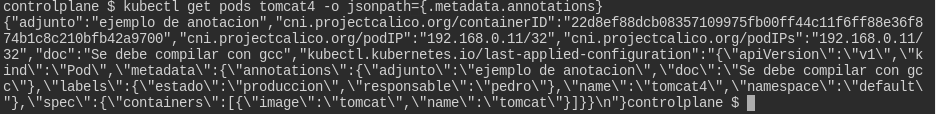 controlplane $ kubectl get pods tomcat4 -o jsonpath={.metadata.annotations}
{"adjunto":"ejemplo de anotacion","cni.projectcalico.org/containerID":"22d8ef88dcb08357109975fb00ff44c11f6ff88e36f8
74b1c8c210bfb42a9700","cni.projectcalico.org/podIP":"192.168.0.11/32","cni.projectcalico.org/podIPs":"192.168.0.11/
32","doc":"Se debe compilar con gcc","kubectl.kubernetes.io/last-applied-configuration":"{\"apiVersion\":\"v1\",\"k
ind\":\"Pod\",\"metadata\":{\"annotations\":{\"adjunto\":\"ejemplo de anotacion\",\"doc\":\"Se debe compilar con gc
c\"},\"labels\":{\"estado\":\"produccion\",\"responsable\":\"pedro\"},\"name\":\"tomcat4\",\"namespace\":\"default\
"},\"spec\":{\"containers\":[{\"image\":\"tomcat\",\"name\":\"tomcat\"}]}}\n"}controlplane $